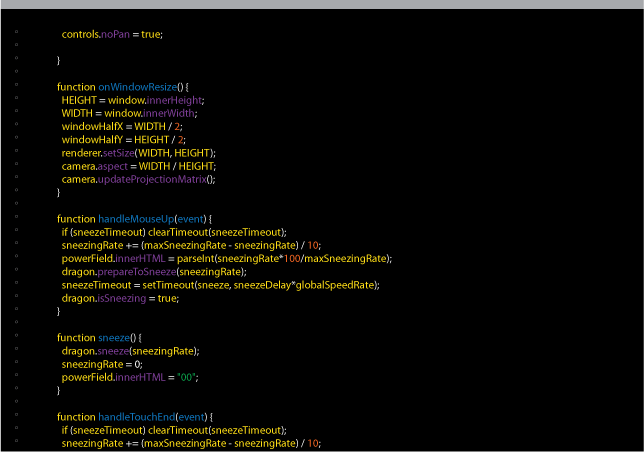 controls.noPan = true;
}
function onWindowResize() {
HEIGHT = window.innerHeight;
WIDTH = window.innerWidth;
windowHalfX = WIDTH / 2;
windowHalfY = HEIGHT / 2;
renderer.setSize(WIDTH, HEIGHT);
camera.aspect = WIDTH / HEIGHT;
camera.updateProjectionMatrix();
}
function handleMouseUp(event) {
if (sneezeTimeout) clearTimeout(sneezeTimeout);
sneezingRate += (maxSneezingRate - sneezingRate) / 10;
powerField.innerHTML = parseInt(sneezingRate*100/maxSneezingRate);
dragon.prepareToSneeze(sneezingRate);
sneezeTimeout = setTimeout(sneeze, sneezeDelay*globalSpeedRate);
dragon.isSneezing = true;
}
function sneeze() {
dragon.sneeze(sneezingRate);
sneezingRate = 0;
powerField.innerHTML = "00";
}
function handleTouchEnd(event) {
if (sneezeTimeout) clearTimeout(sneezeTimeout);
sneezingRate += (maxSneezingRate - sneezingRate) / 10;